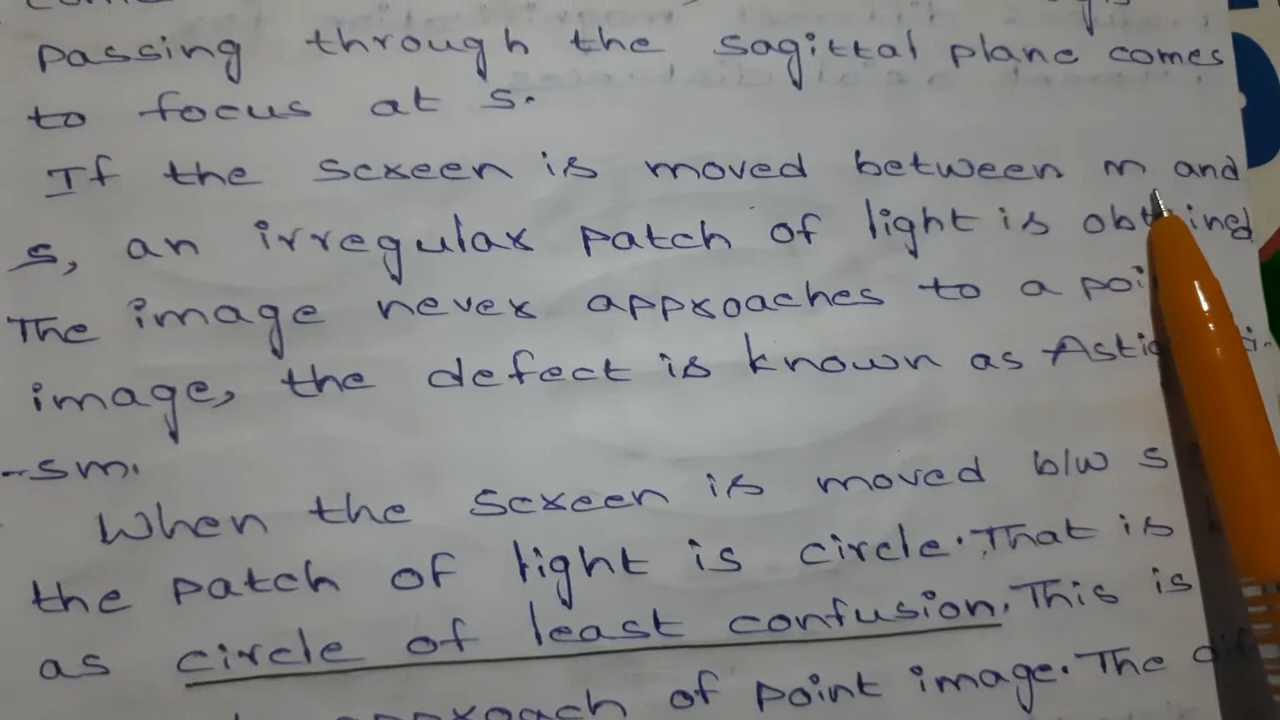 passing through the sagittal plane comes
to focus at s.
If the screen is moved between m and
s, an irregular patch of light is obtained
The image never approaches to a
image, the defect is known as
-sm.
When the screen is moved b/w s
the patch of light is circle. That is
as circle of least confusion. This is
approach of point image. The